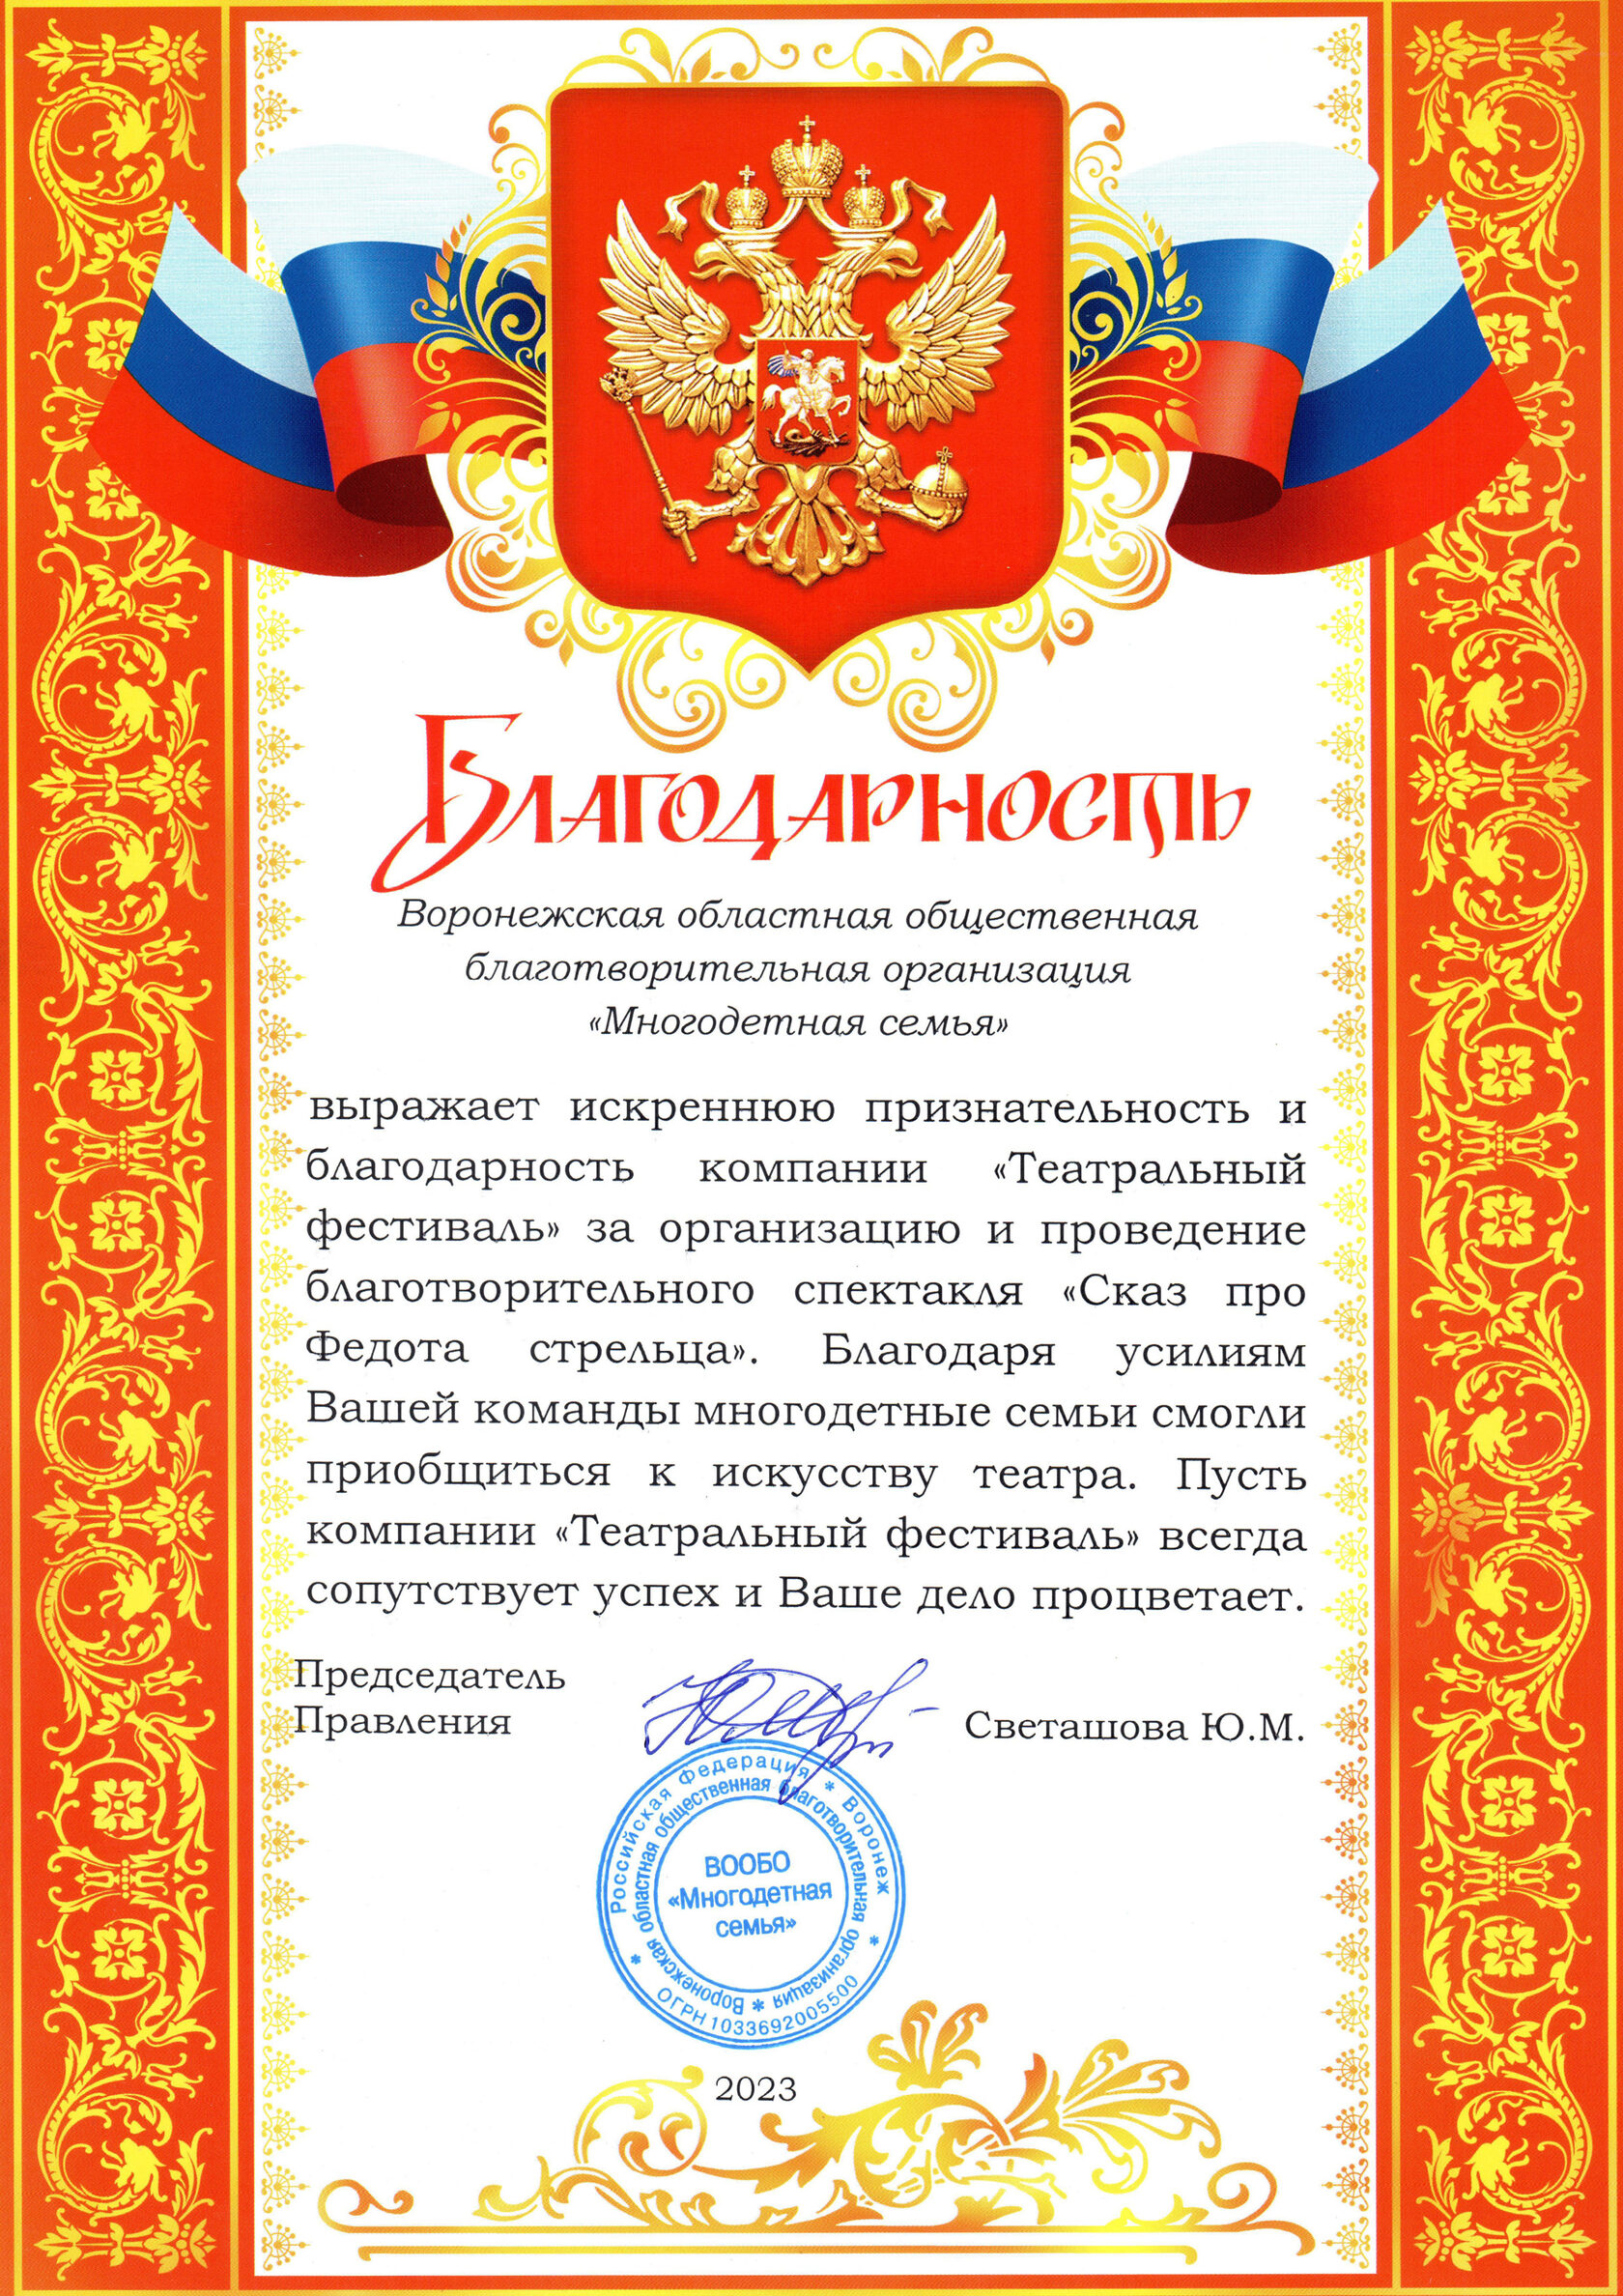 Благодарность
Воронежская областная общественная
благотворительная организация
«Многодетная семья»
выражает искреннюю признательность и
благодарность компании «Театральный
фестиваль» за организацию и проведение
благотворительного спектакля «Сказ про
Федота стрельца». Благодаря усилиям
Вашей команды многодетные семьи смогли
приобщиться к искусству театра. Пусть
компании «Театральный фестиваль» всегда
сопутствует успех и Ваше дело процветает.
Председатель
Правления
Светашова Ю.М.
Российская Федерация * Воронеж *
ОГРН 1033692005500 *
Воронежская областная общественная благотворительная организация *
ВООБО
«Многодетная
семья»
2023